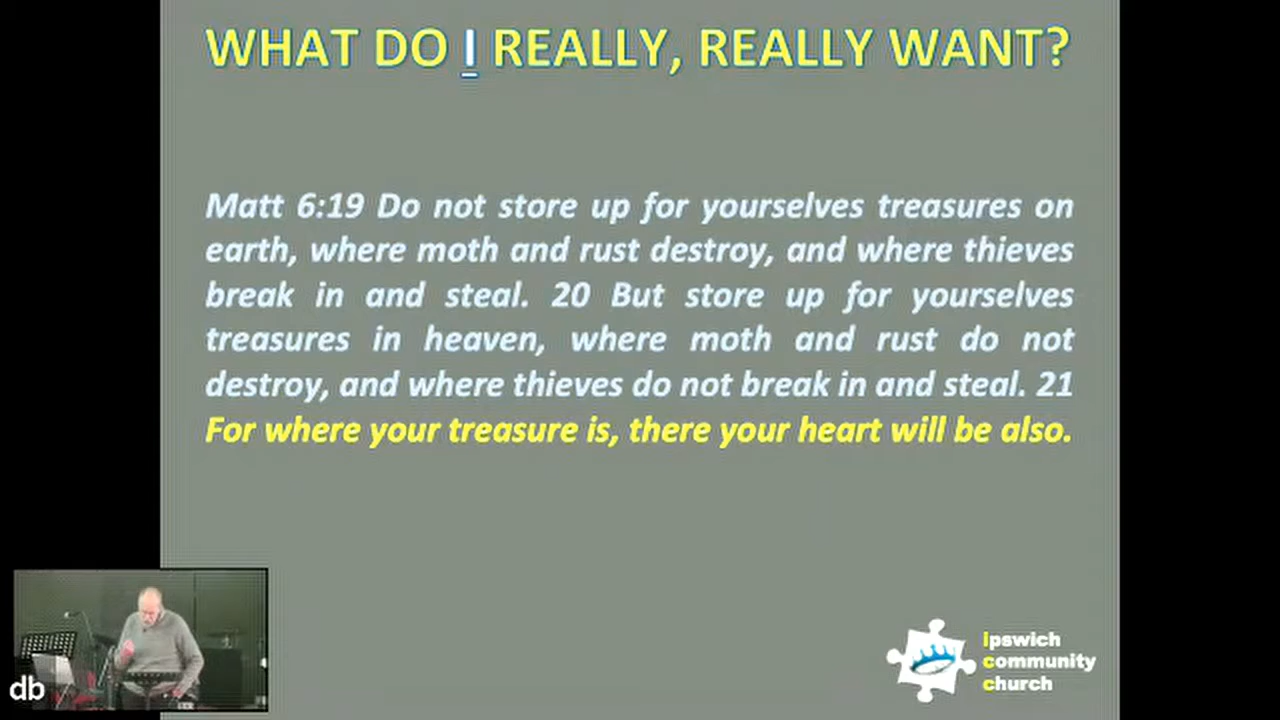 WHAT DO I REALLY, REALLY WANT?
Matt 6:19 Do not store up for yourselves treasures on
earth, where moth and rust destroy, and where thieves
break in and steal. 20 But store up for yourselves
treasures in heaven, where moth and rust do not
destroy, and where thieves do not break in and steal. 21
For where your treasure is, there your heart will be also.
db
Ipswich
community
church